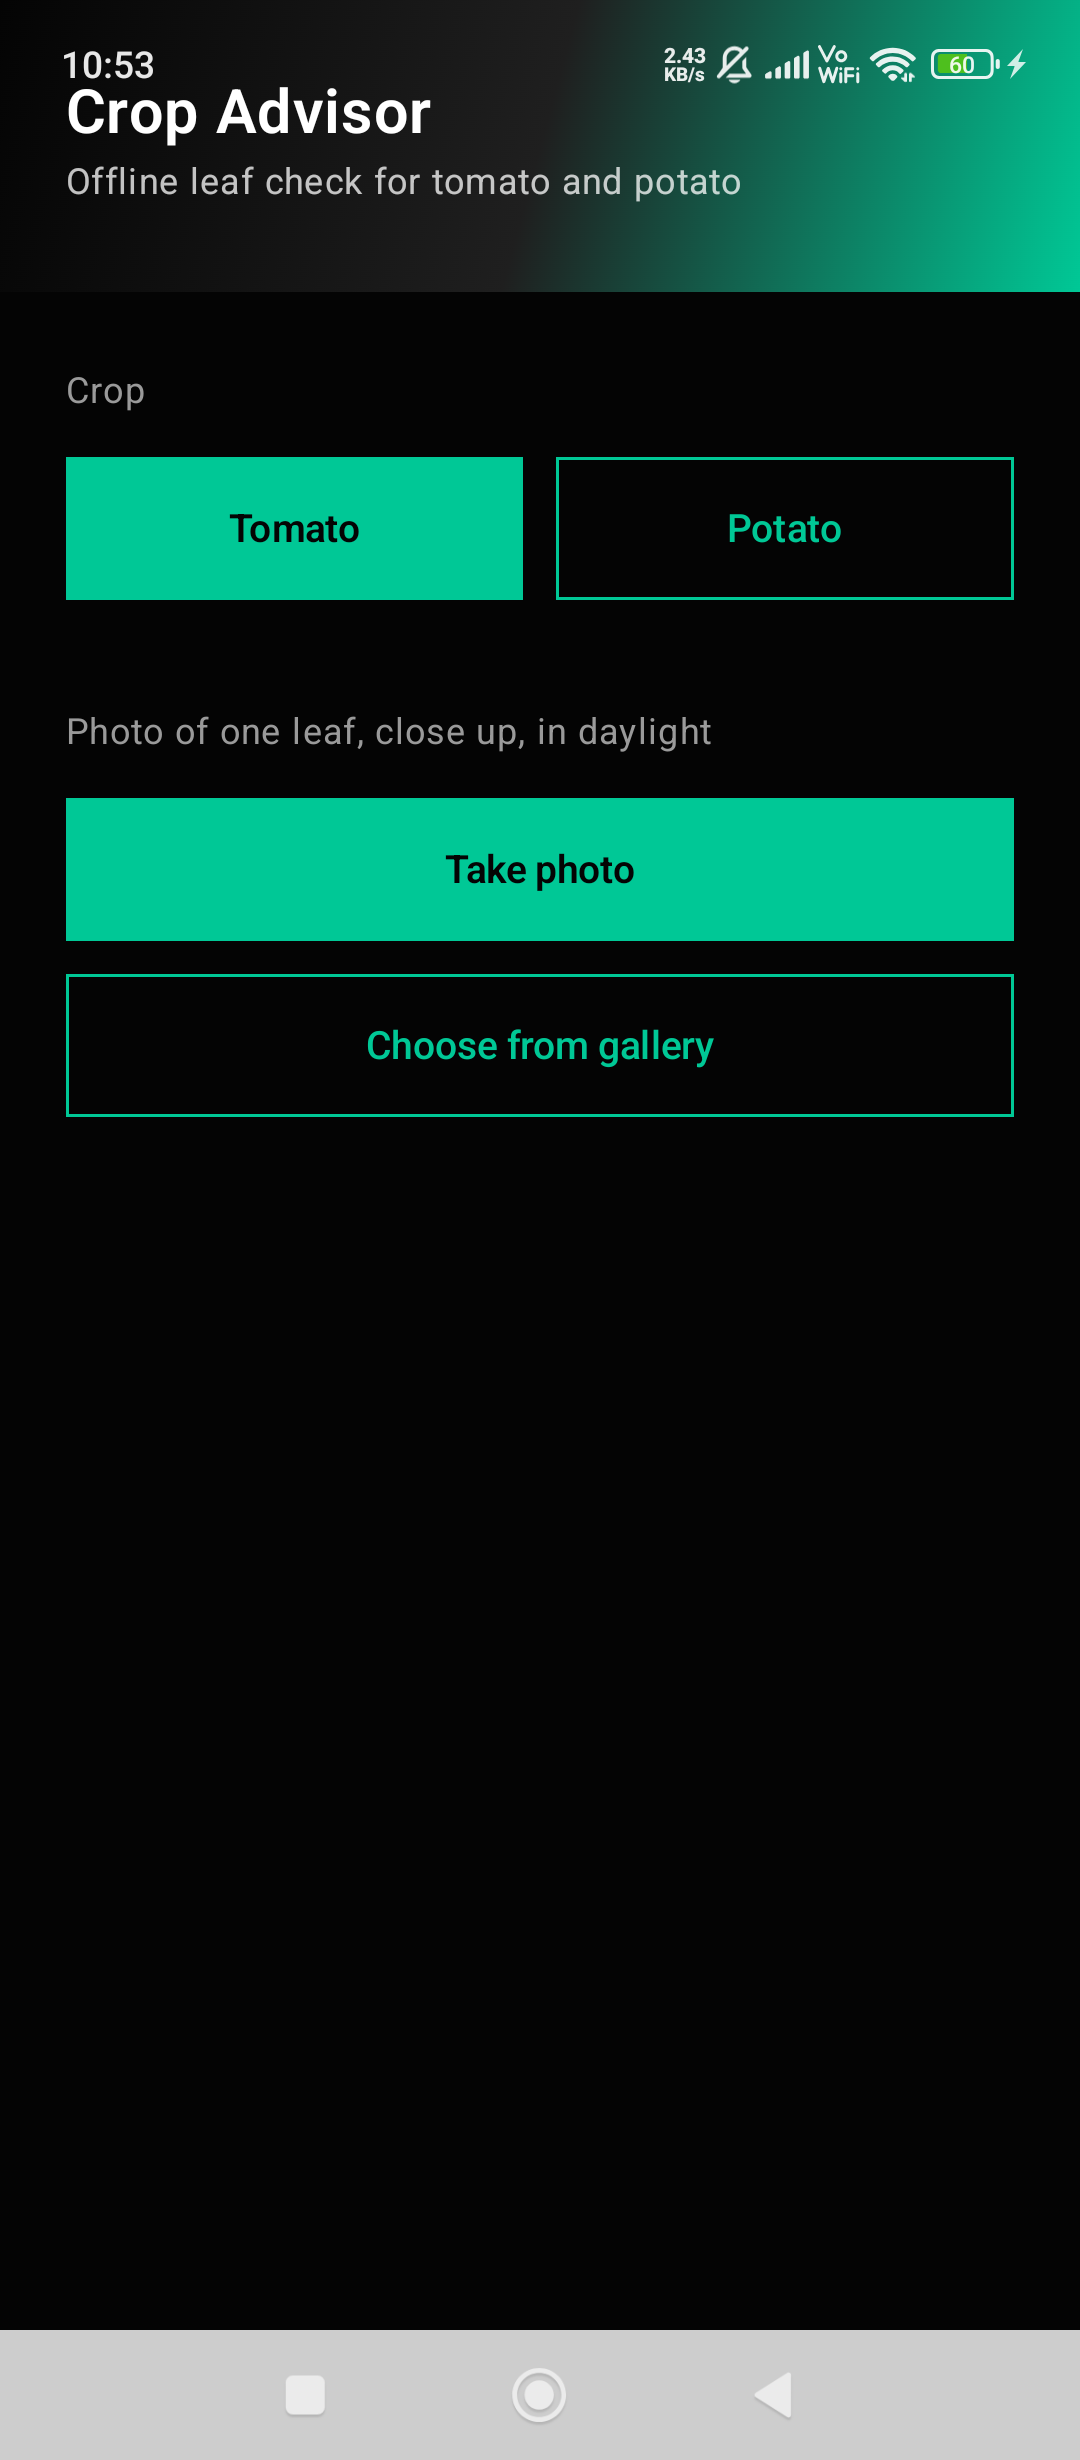 10:53
2.43 KB/s
Vo WiFi
60
Crop Advisor
Offline leaf check for tomato and potato
Crop
Tomato
Potato
Photo of one leaf, close up, in daylight
Take photo
Choose from gallery